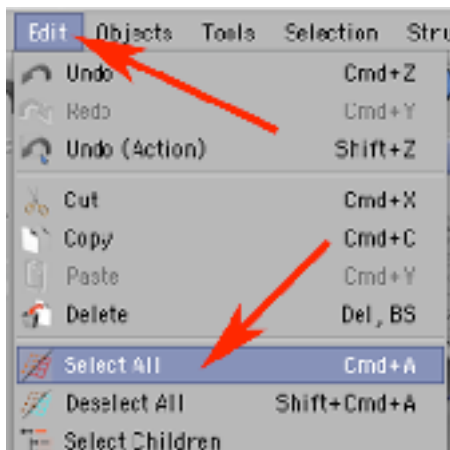 Edit Objects Tools Selection Stru
Undo Cmd+Z
Redo Cmd+Y
Undo (Action) Shift+Z
Cut Cmd+X
Copy Cmd+C
Paste Cmd+V
Delete Del, BS
Select All Cmd+A
Deselect All Shift+Cmd+A
Select Children